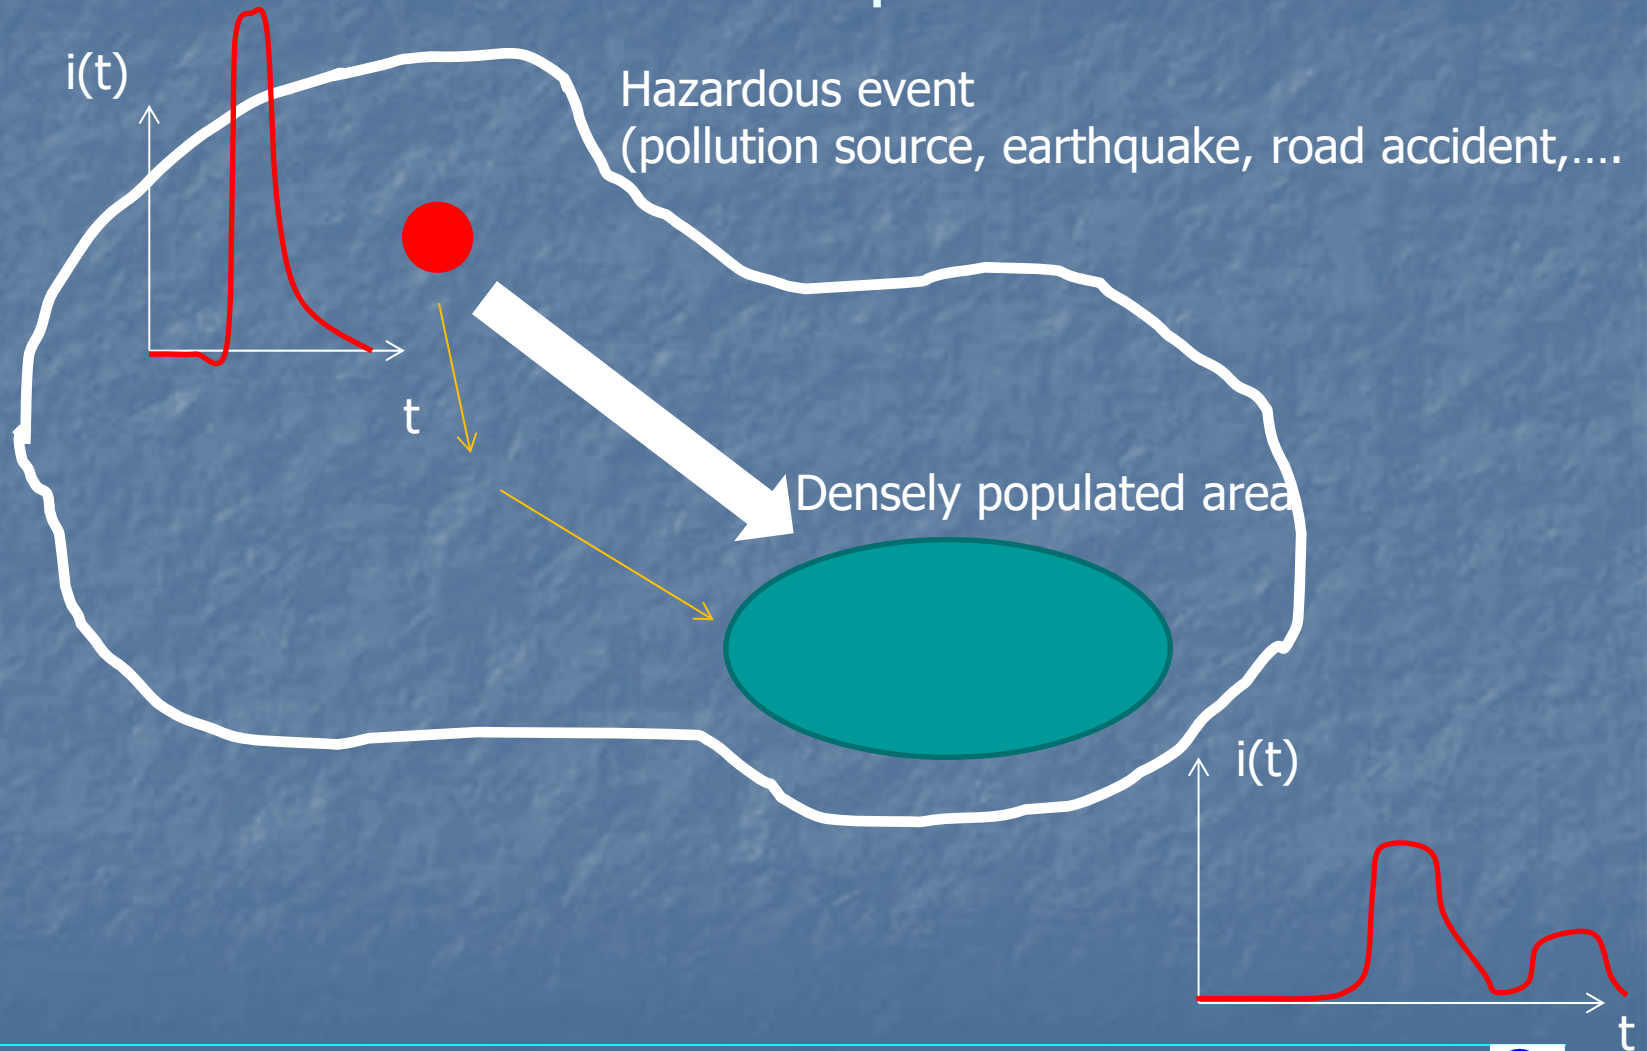 i(t)
Hazardous event
(pollution source, earthquake, road accident,….
t
Densely populated area
i(t)
t